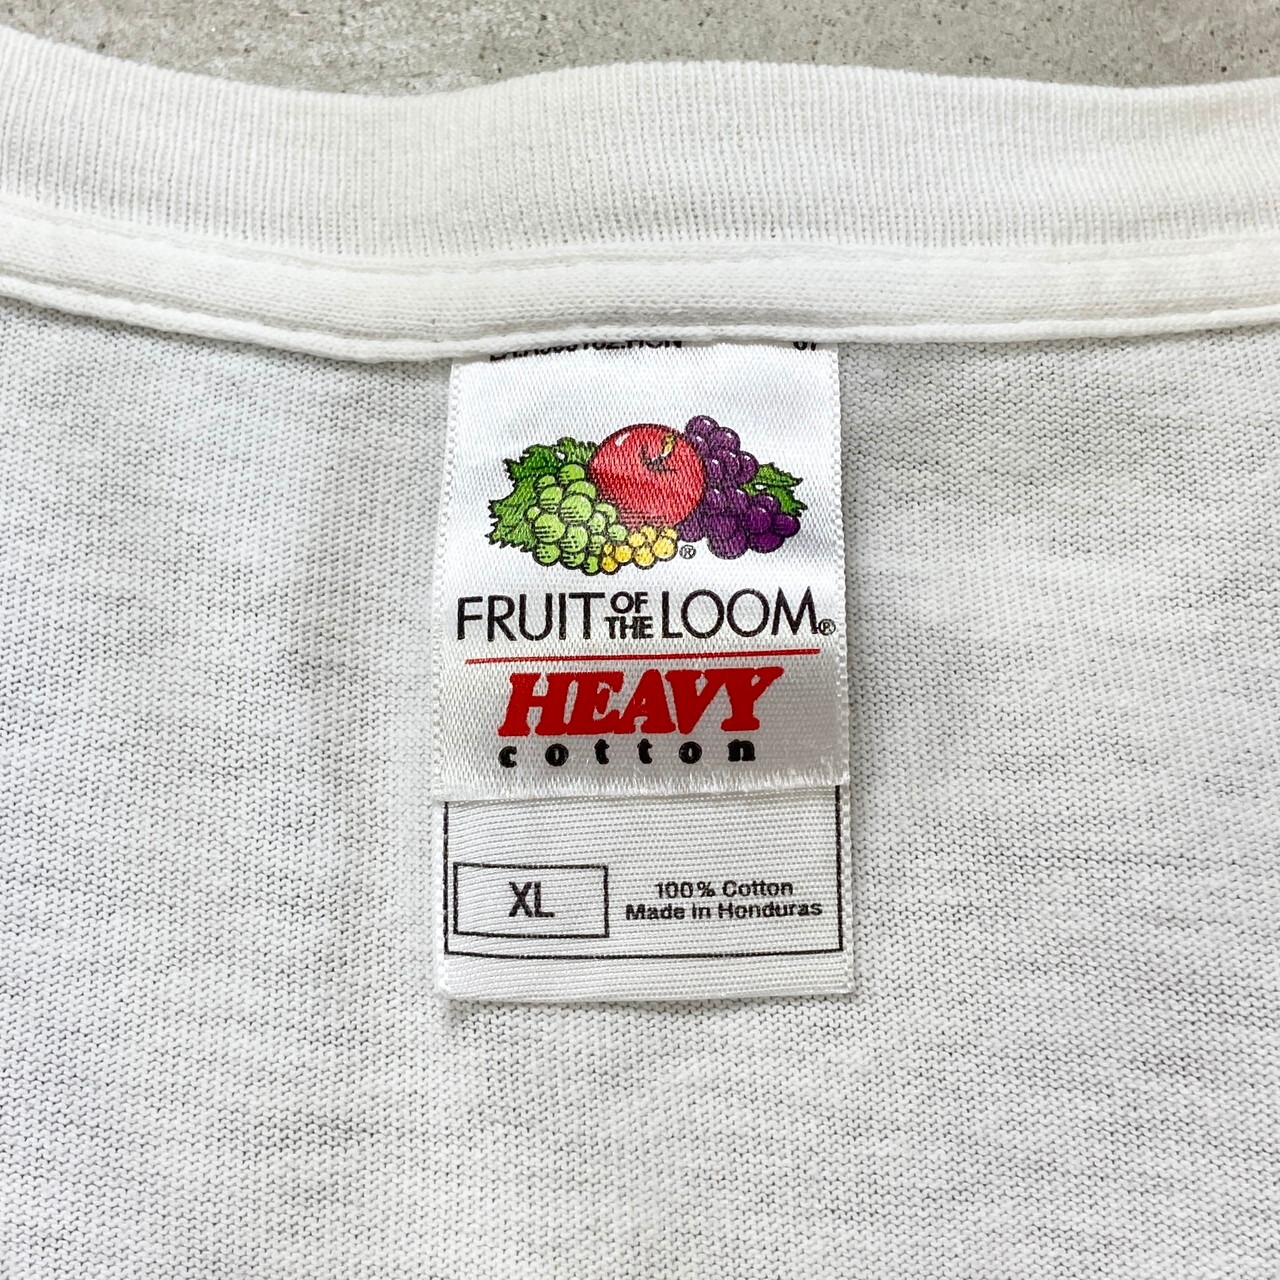 ®
FRUIT OF THE LOOM®
HEAVY
cotton
XL
100% Cotton
Made in Honduras